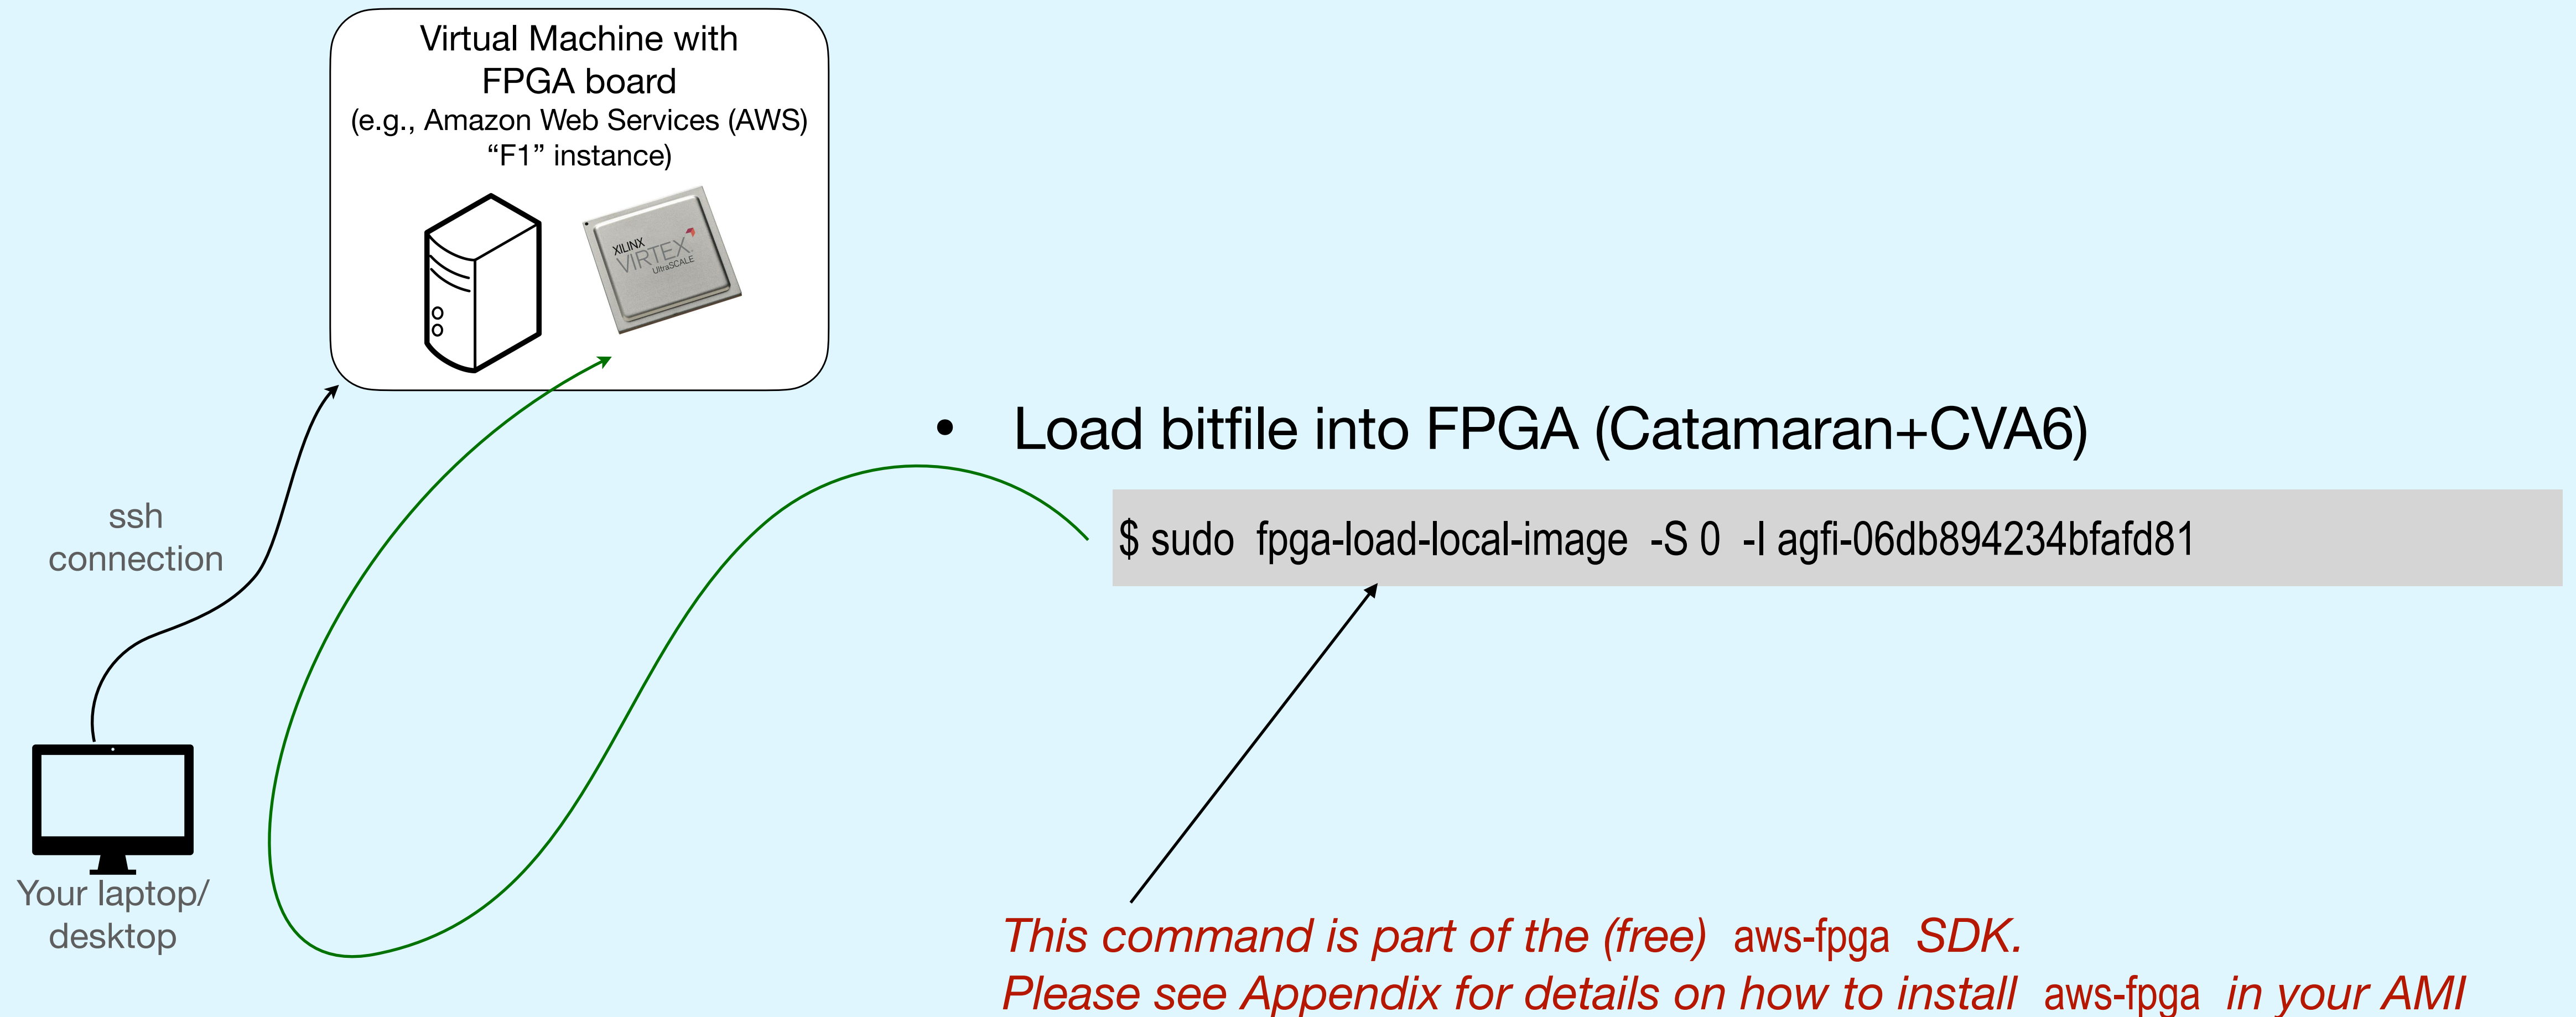 Virtual Machine with
FPGA board
(e.g., Amazon Web Services (AWS)
“F1” instance)
XILINX
VIRTEX
UltraSCALE
ssh
connection
Your laptop/
desktop
• Load bitfile into FPGA (Catamaran+CVA6)
$ sudo fpga-load-local-image -S 0 -I agfi-06db894234bfafd81
This command is part of the (free) aws-fpga SDK.
Please see Appendix for details on how to install aws-fpga in your AMI